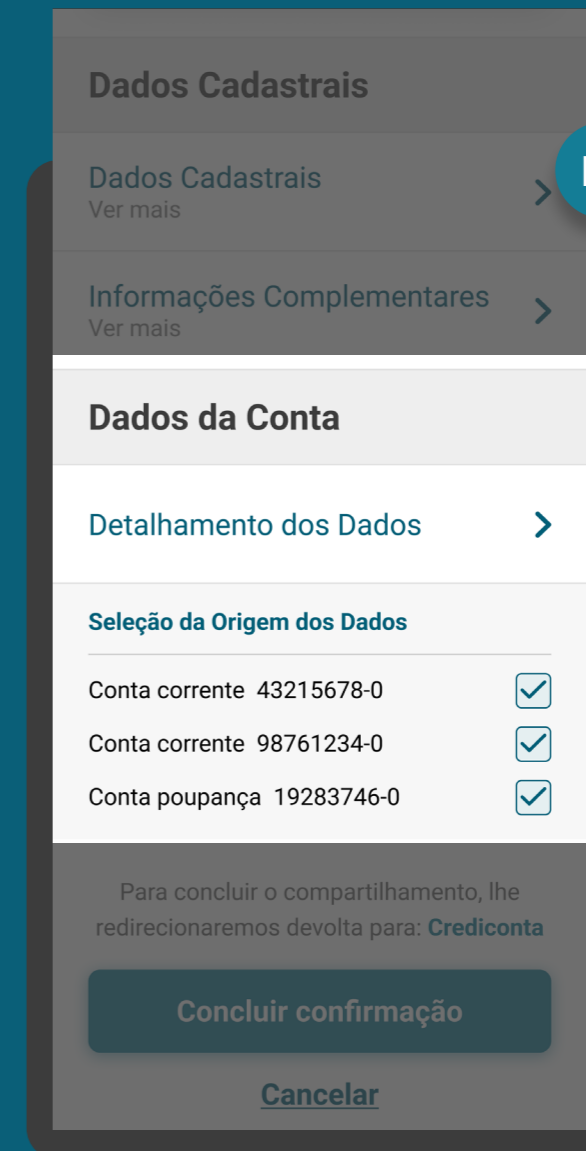 Dados Cadastrais
Dados Cadastrais
Ver mais
Informações Complementares
Ver mais
Dados da Conta
Detalhamento dos Dados
Seleção da Origem dos Dados
Conta corrente 43215678-0
Conta corrente 98761234-0
Conta poupança 19283746-0
Para concluir o compartilhamento, lhe
redirecionaremos devolta para: Crediconta
Concluir confirmação
Cancelar